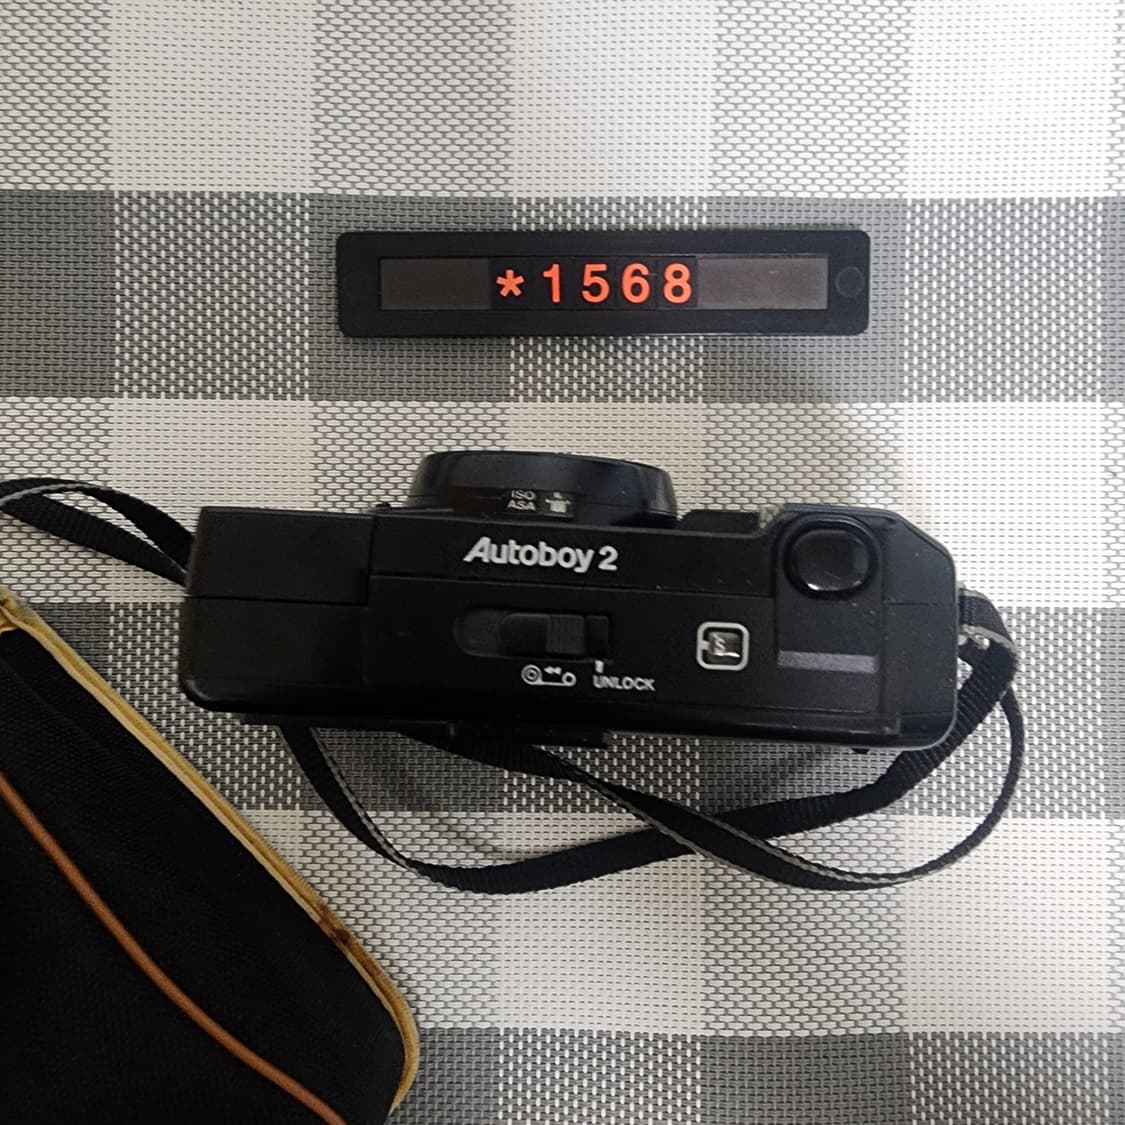 *1568
ISO
ASA
Autoboy 2
S
UNLOCK